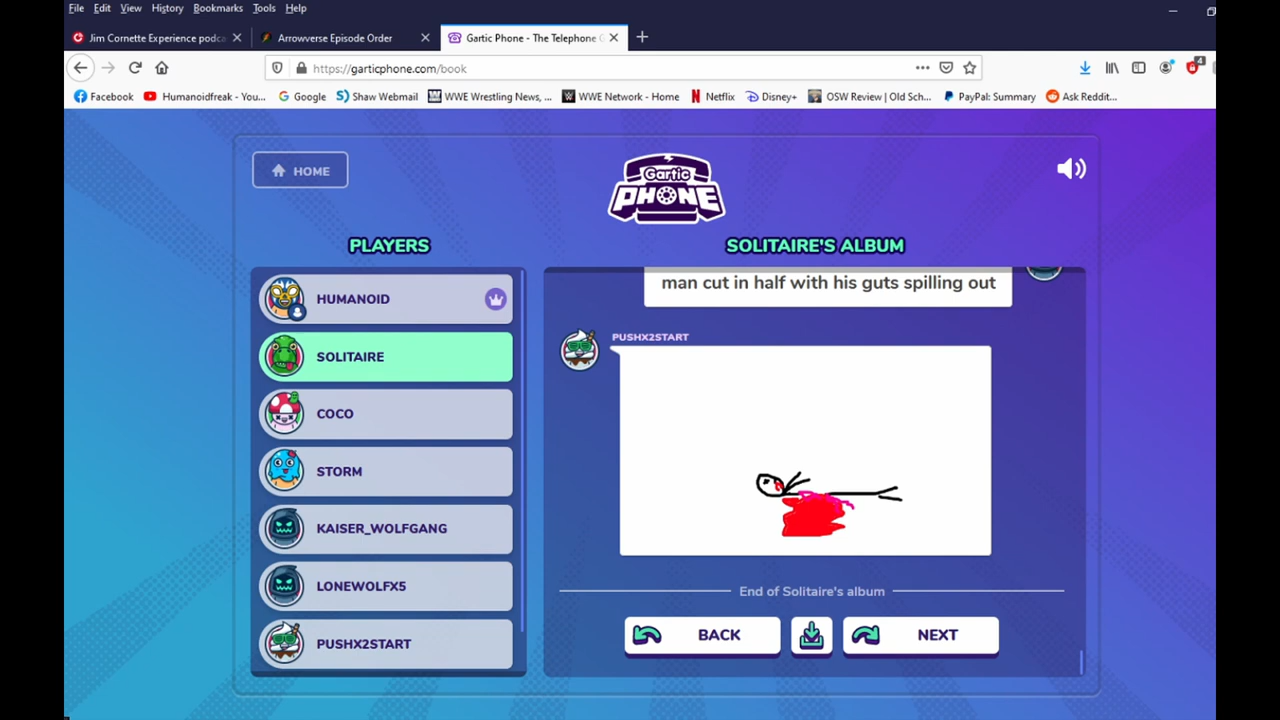 File Edit View History Bookmarks Tools Help
Jim Cornette Experience podca
Arrowverse Episode Order
Gartic Phone - The Telephone G
https://garticphone.com/book
Facebook
Humanoidfreak - You...
Google
Shaw Webmail
WWE Wrestling News, ...
WWE Network - Home
Netflix
Disney+
OSW Review | Old Sch...
PayPal: Summary
Ask Reddit...
4
HOME
Gartic
PHONE
PLAYERS
SOLITAIRE'S ALBUM
HUMANOID
SOLITAIRE
COCO
STORM
KAISER_WOLFGANG
LONEWOLFX5
PUSHX2START
man cut in half with his guts spilling out
PUSHX2START
End of Solitaire's album
BACK
NEXT